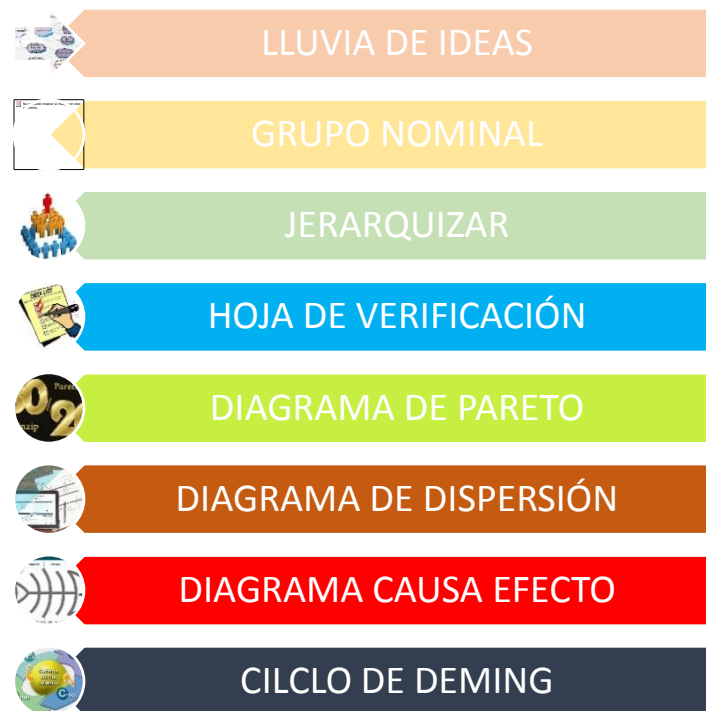 LLUVIA DE IDEAS
GRUPO NOMINAL
JERARQUIZAR
HOJA DE VERIFICACIÓN
DIAGRAMA DE PARETO
DIAGRAMA DE DISPERSIÓN
DIAGRAMA CAUSA EFECTO
CILCLO DE DEMING